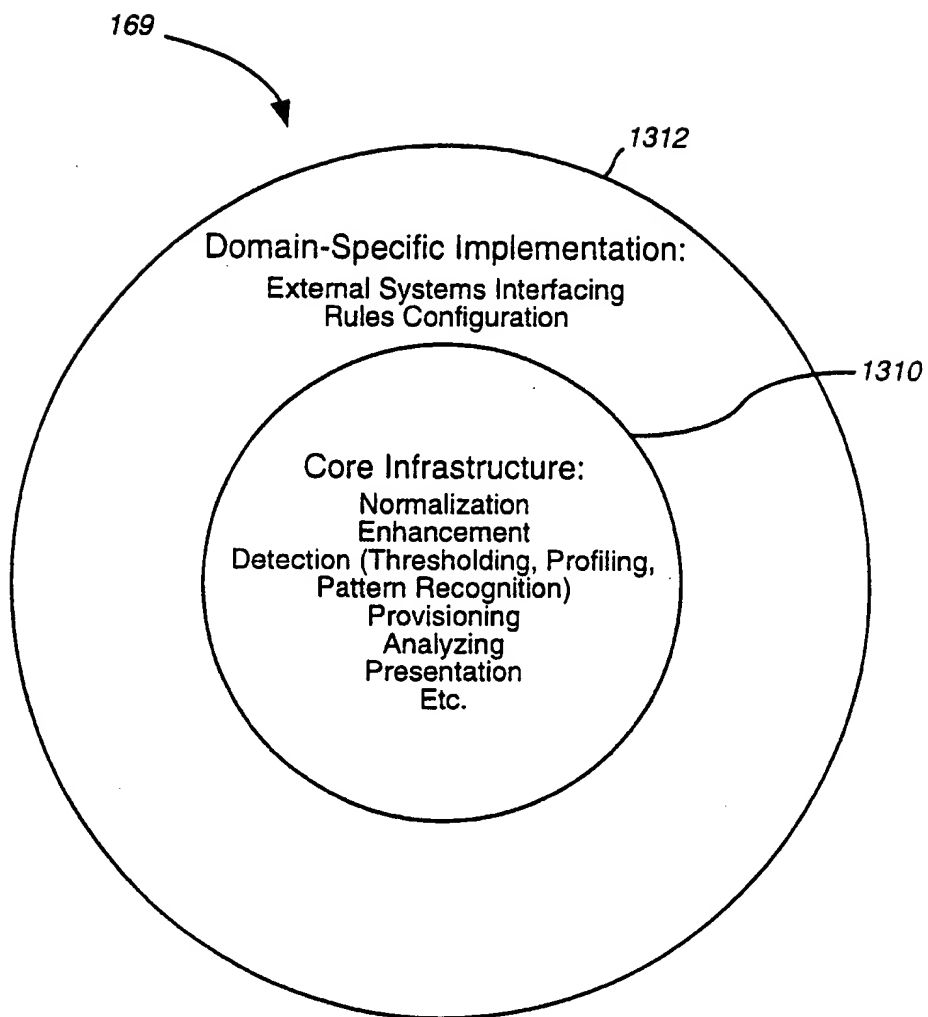 169
1312
Domain-Specific Implementation:
External Systems Interfacing
Rules Configuration
1310
Core Infrastructure:
Normalization
Enhancement
Detection (Thresholding, Profiling,
Pattern Recognition)
Provisioning
Analyzing
Presentation
Etc.